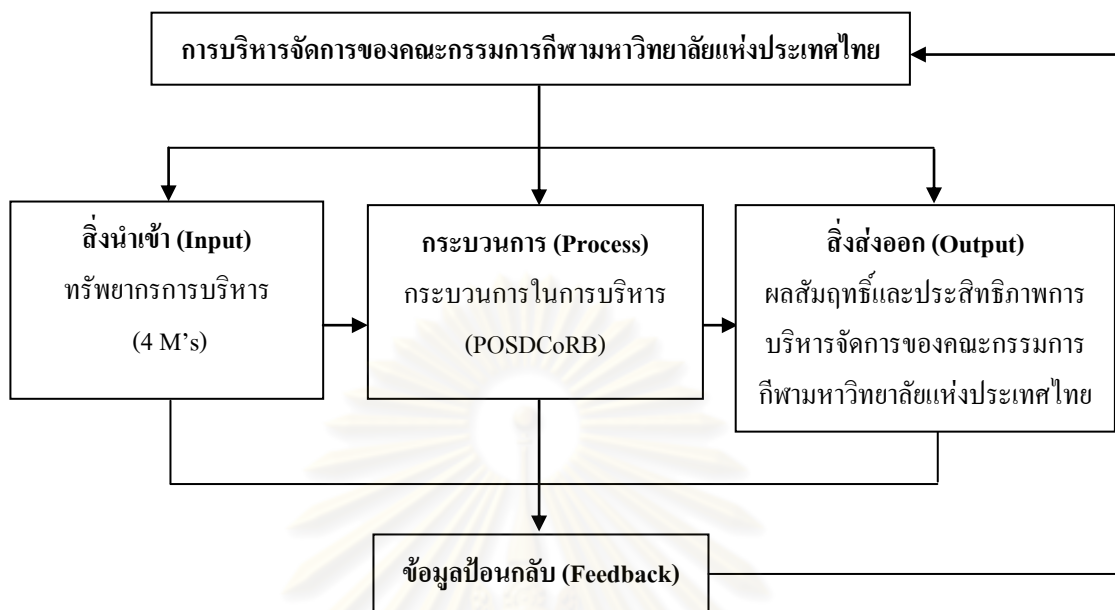 การบริหารจัดการของคณะกรรมการกีฬามหาวิทยาลัยแห่งประเทศไทย
สิ่งนำเข้า (Input)
ทรัพยากรการบริหาร
(4 M’s)
กระบวนการ (Process)
กระบวนการในการบริหาร
(POSDCoRB)
สิ่งส่งออก (Output)
ผลสัมฤทธิ์และประสิทธิภาพการ
บริหารจัดการของคณะกรรมการ
กีฬามหาวิทยาลัยแห่งประเทศไทย
ข้อมูลป้อนกลับ (Feedback)